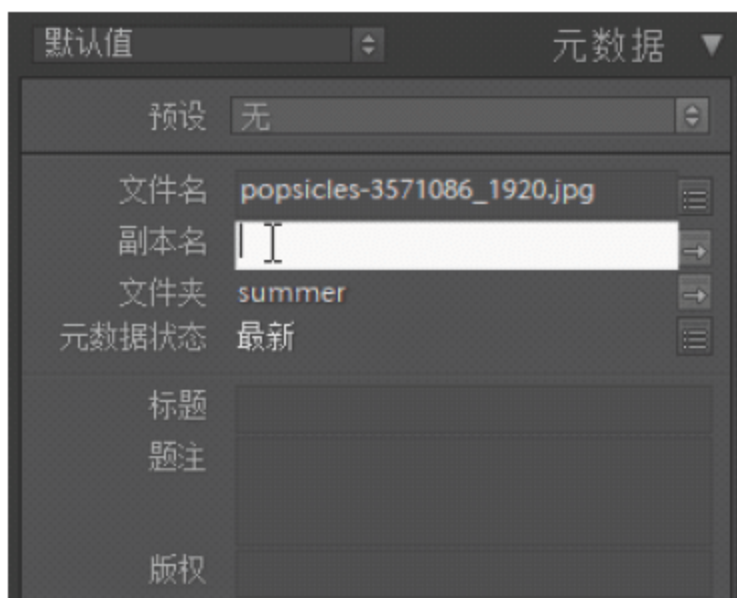 默认值 元数据
预设 无
文件名 popsicles-3571086_1920.jpg
副本名
文件夹 summer
元数据状态 最新
标题
题注
版权